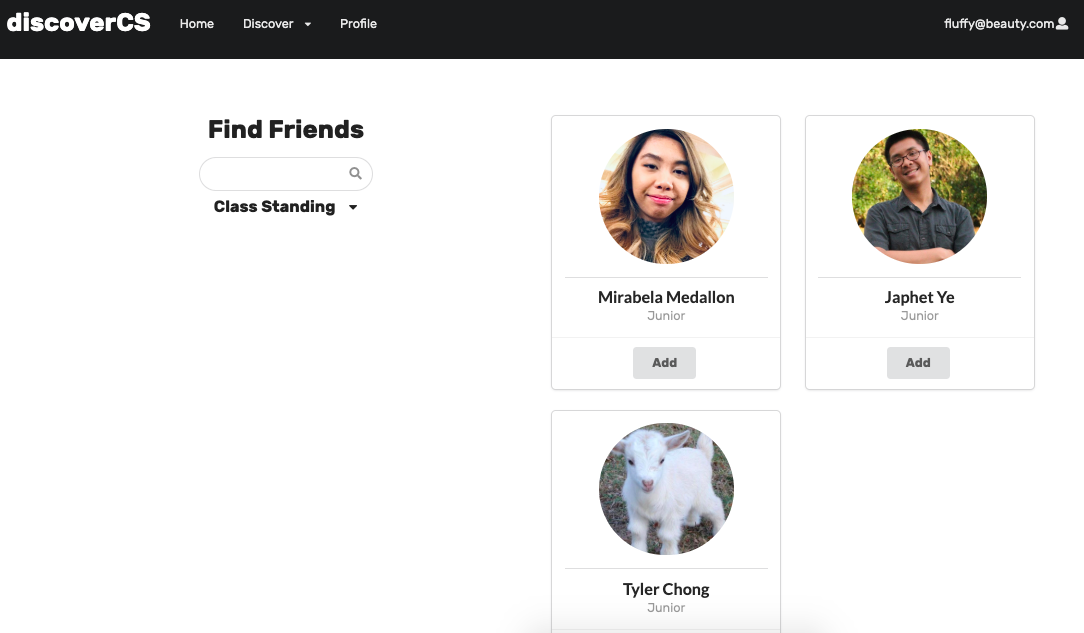 discoverCS Home Discover Profile fluffy@beauty.com
Find Friends
Class Standing
Mirabela Medallon
Junior
Add
Japhet Ye
Junior
Add
Tyler Chong
Junior